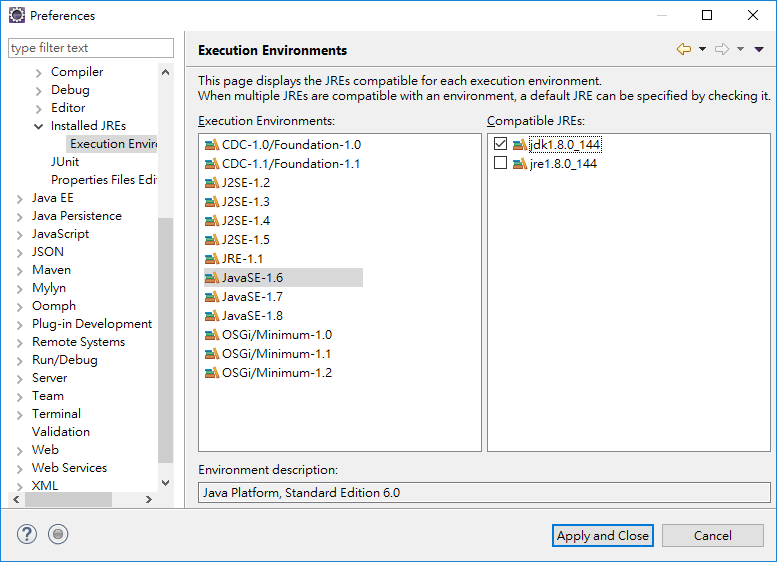 Preferences
type filter text
Compiler
Debug
Editor
Installed JREs
Execution Enviro
JUnit
Properties Files Edit
Java EE
Java Persistence
JavaScript
JSON
Maven
Mylyn
Oomph
Plug-in Development
Remote Systems
Run/Debug
Server
Team
Terminal
Validation
Web
Web Services
XML
Execution Environments
This page displays the JREs compatible for each execution environment.
When multiple JREs are compatible with an environment, a default JRE can be specified by checking it.
Execution Environments:
CDC-1.0/Foundation-1.0
CDC-1.1/Foundation-1.1
J2SE-1.2
J2SE-1.3
J2SE-1.4
J2SE-1.5
JRE-1.1
JavaSE-1.6
JavaSE-1.7
JavaSE-1.8
OSGi/Minimum-1.0
OSGi/Minimum-1.1
OSGi/Minimum-1.2
Compatible JREs:
jdk1.8.0_144
jre1.8.0_144
Environment description:
Java Platform, Standard Edition 6.0
?
Apply and Close
Cancel